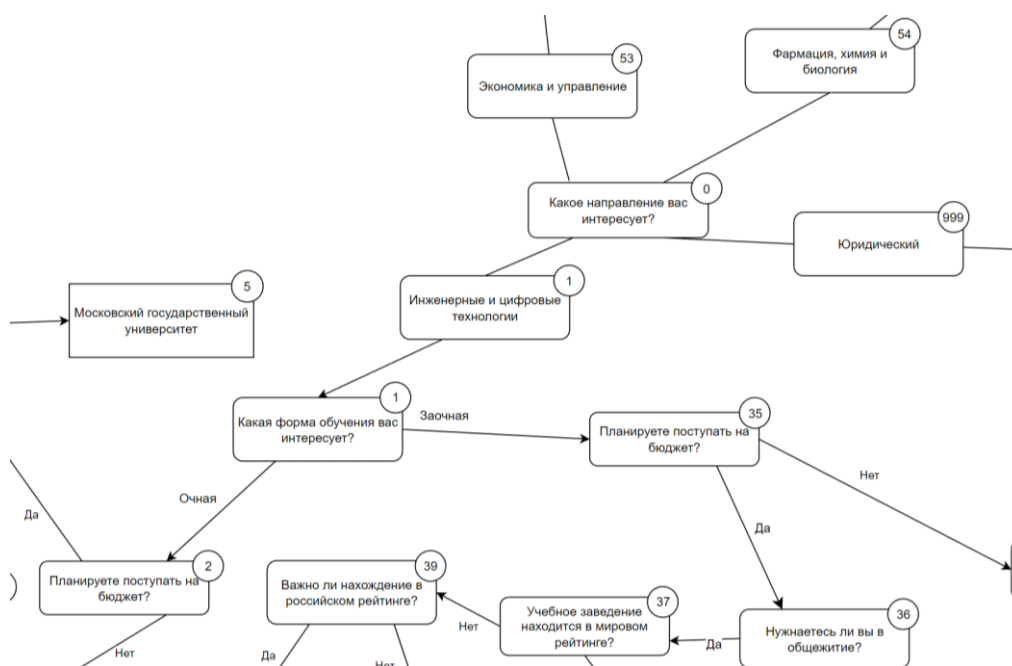 53
Экономика и управление
54
Фармация, химия и
биология
0
Какое направление вас
интересует?
999
Юридический
5
Московский государственный
университет
1
Инженерные и цифровые
технологии
1
Какая форма обучения вас
интересует?
Заочная
35
Планируете поступать на
бюджет?
Нет
Очная
Да
Да
2
Планируете поступать на
бюджет?
39
Важно ли нахождение в
российском рейтинге?
37
Учебное заведение
находится в мировом
рейтинге?
36
Нужнаетесь ли вы в
общежитие?
Нет
Да
Нет
Да
Нет